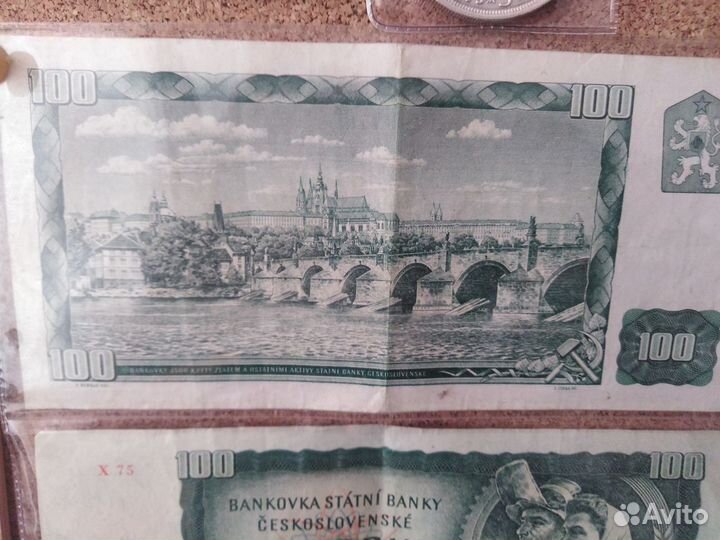 100 100
BANKOVKY JSOU KRYTY ZLATEM A OSTATNÍMI AKTIVY STÁTNÍ BANKY ČESKOSLOVENSKÉ
100 100
X 75 100 100
BANKOVKA STÁTNÍ BANKY
ČESKOSLOVENSKÉ
Avito